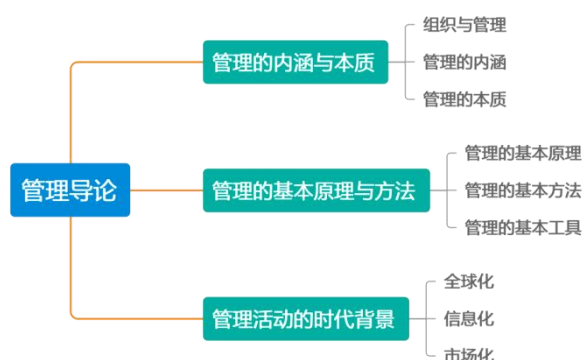 管理导论
管理的内涵与本质
组织与管理
管理的内涵
管理的本质
管理的基本原理与方法
管理的基本原理
管理的基本方法
管理的基本工具
管理活动的时代背景
全球化
信息化
市场化